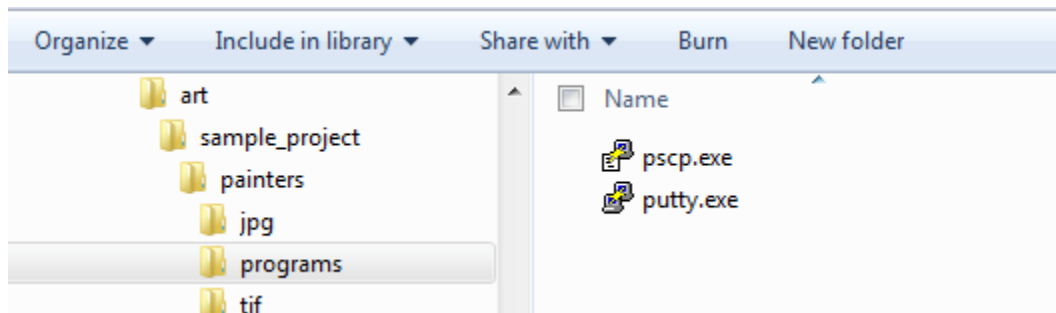 Organize Include in library Share with Burn New folder
art
sample_project
painters
jpg
programs
tif
Name
pscp.exe
putty.exe